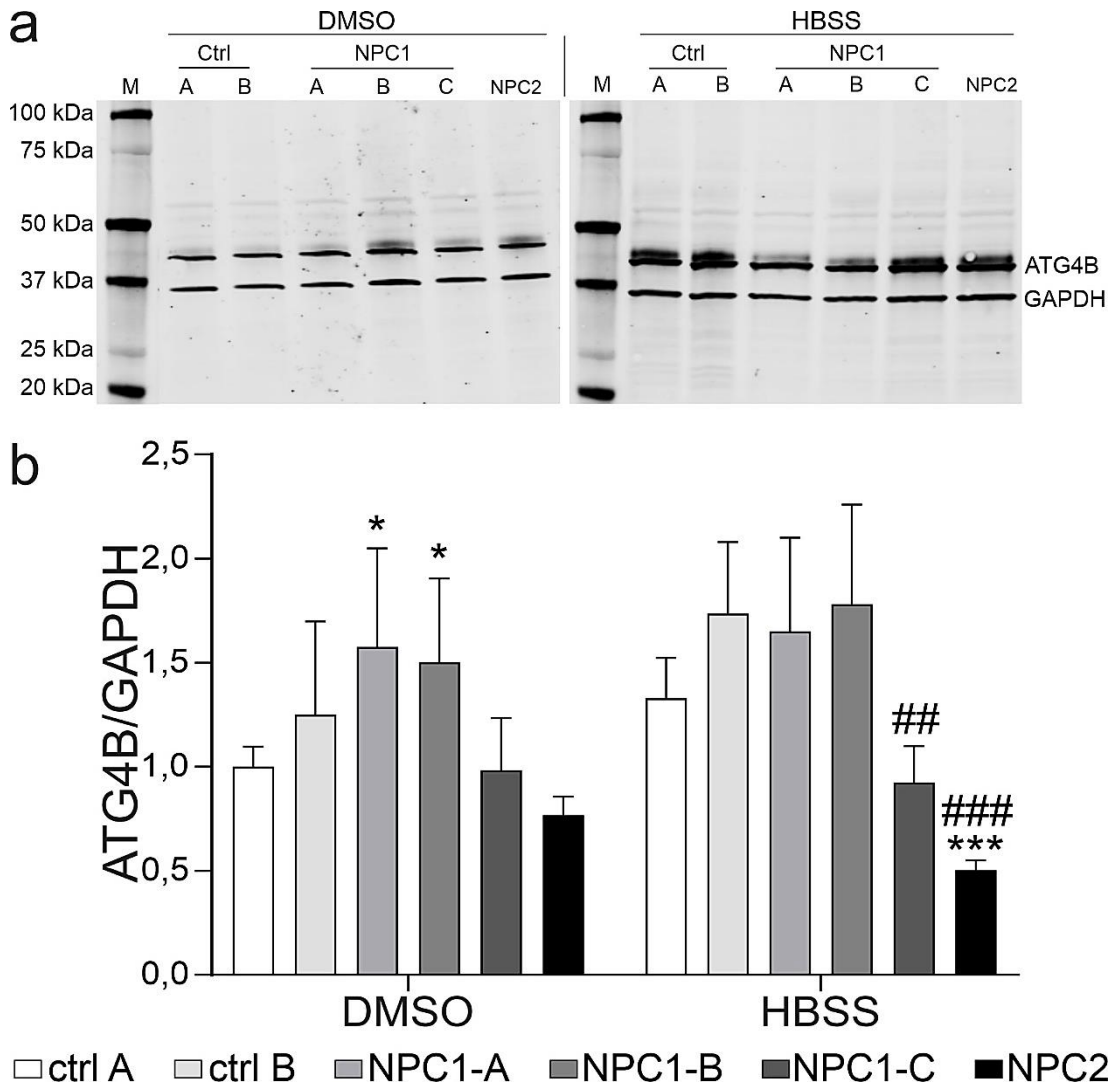 a
DMSO
HBSS
Ctrl
NPC1
Ctrl
NPC1
M A B A B C NPC2
M A B A B C NPC2
100 kDa
75 kDa
50 kDa
37 kDa
25 kDa
20 kDa
ATG4B
GAPDH
b
ATG4B/GAPDH
2,5
2,0
1,5
1,0
0,5
0,0
*
*
##
###
***
DMSO
HBSS
ctrl A ctrl B NPC1-A NPC1-B NPC1-C NPC2